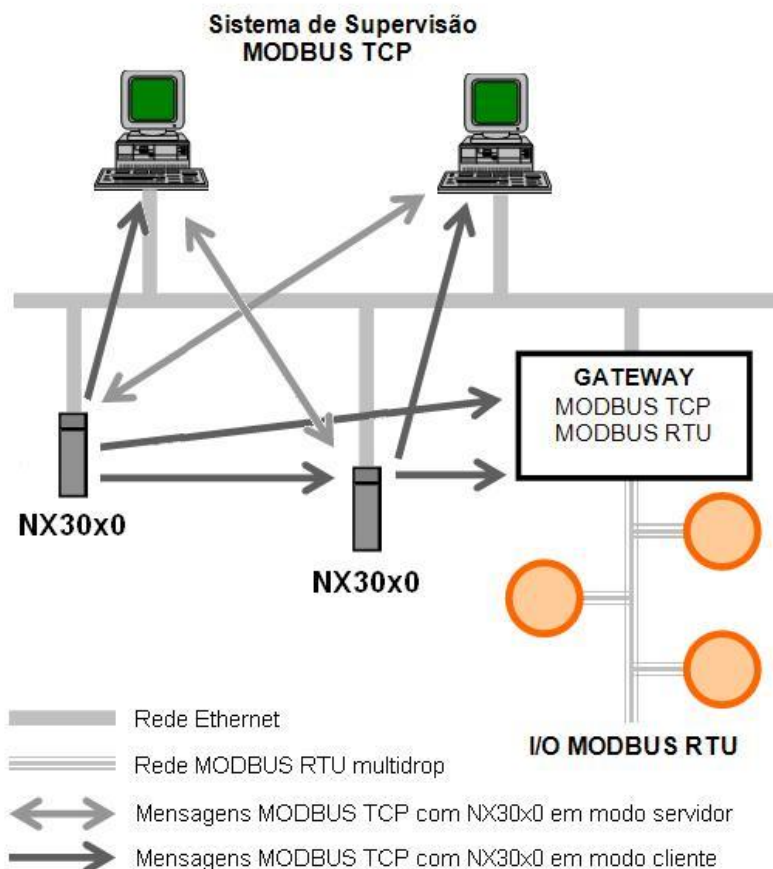 Sistema de Supervisão
MODBUS TCP
GATEWAY
MODBUS TCP
MODBUS RTU
NX30x0
NX30x0
I/O MODBUS RTU
Rede Ethernet
Rede MODBUS RTU multidrop
Mensagens MODBUS TCP com NX30x0 em modo servidor
Mensagens MODBUS TCP com NX30x0 em modo cliente